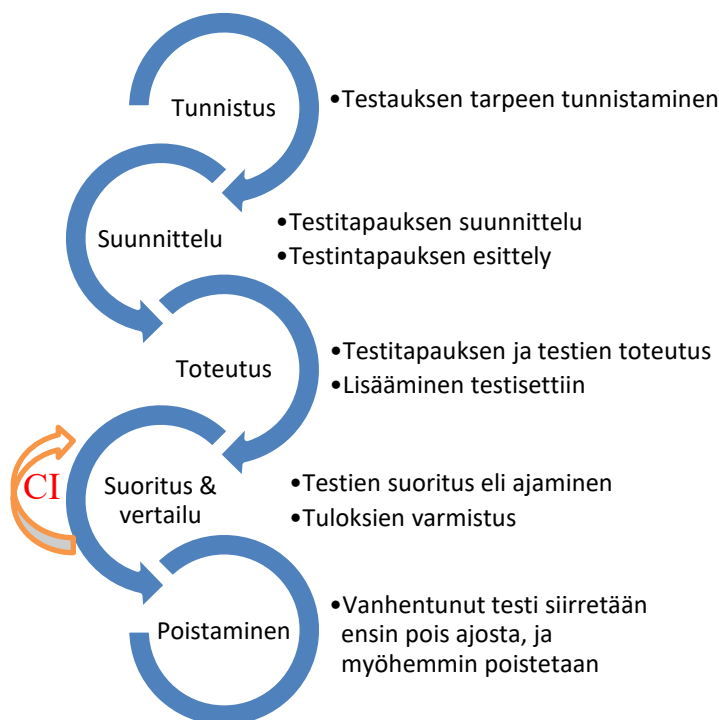 Tunnistus
•Testauksen tarpeen tunnistaminen
Suunnittelu
•Testitapauksen suunnittelu
•Testintapauksen esittely
Toteutus
•Testitapauksen ja testien toteutus
•Lisääminen testisettiin
CI
Suoritus &
vertailu
•Testien suoritus eli ajaminen
•Tuloksien varmistus
Poistaminen
•Vanhentunut testi siirretään
ensin pois ajosta, ja
myöhemmin poistetaan